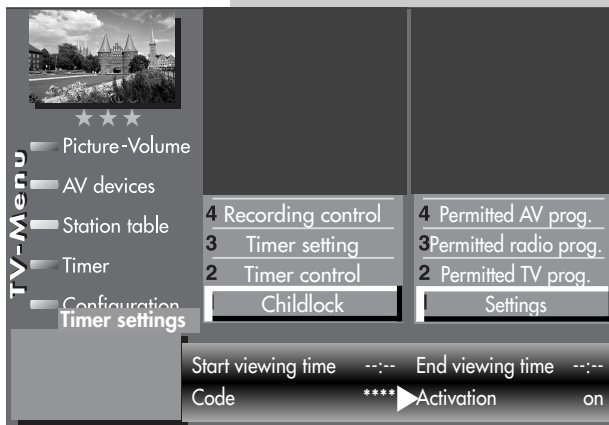 TV-Menu
Picture-Volume
AV devices
Station table
Timer
Configuration
Timer settings
4 Recording control
3 Timer setting
2 Timer control
Childlock
4 Permitted AV prog.
3 Permitted radio prog.
2 Permitted TV prog.
Settings
Start viewing time --:-- End viewing time --:--
Code **** Activation on